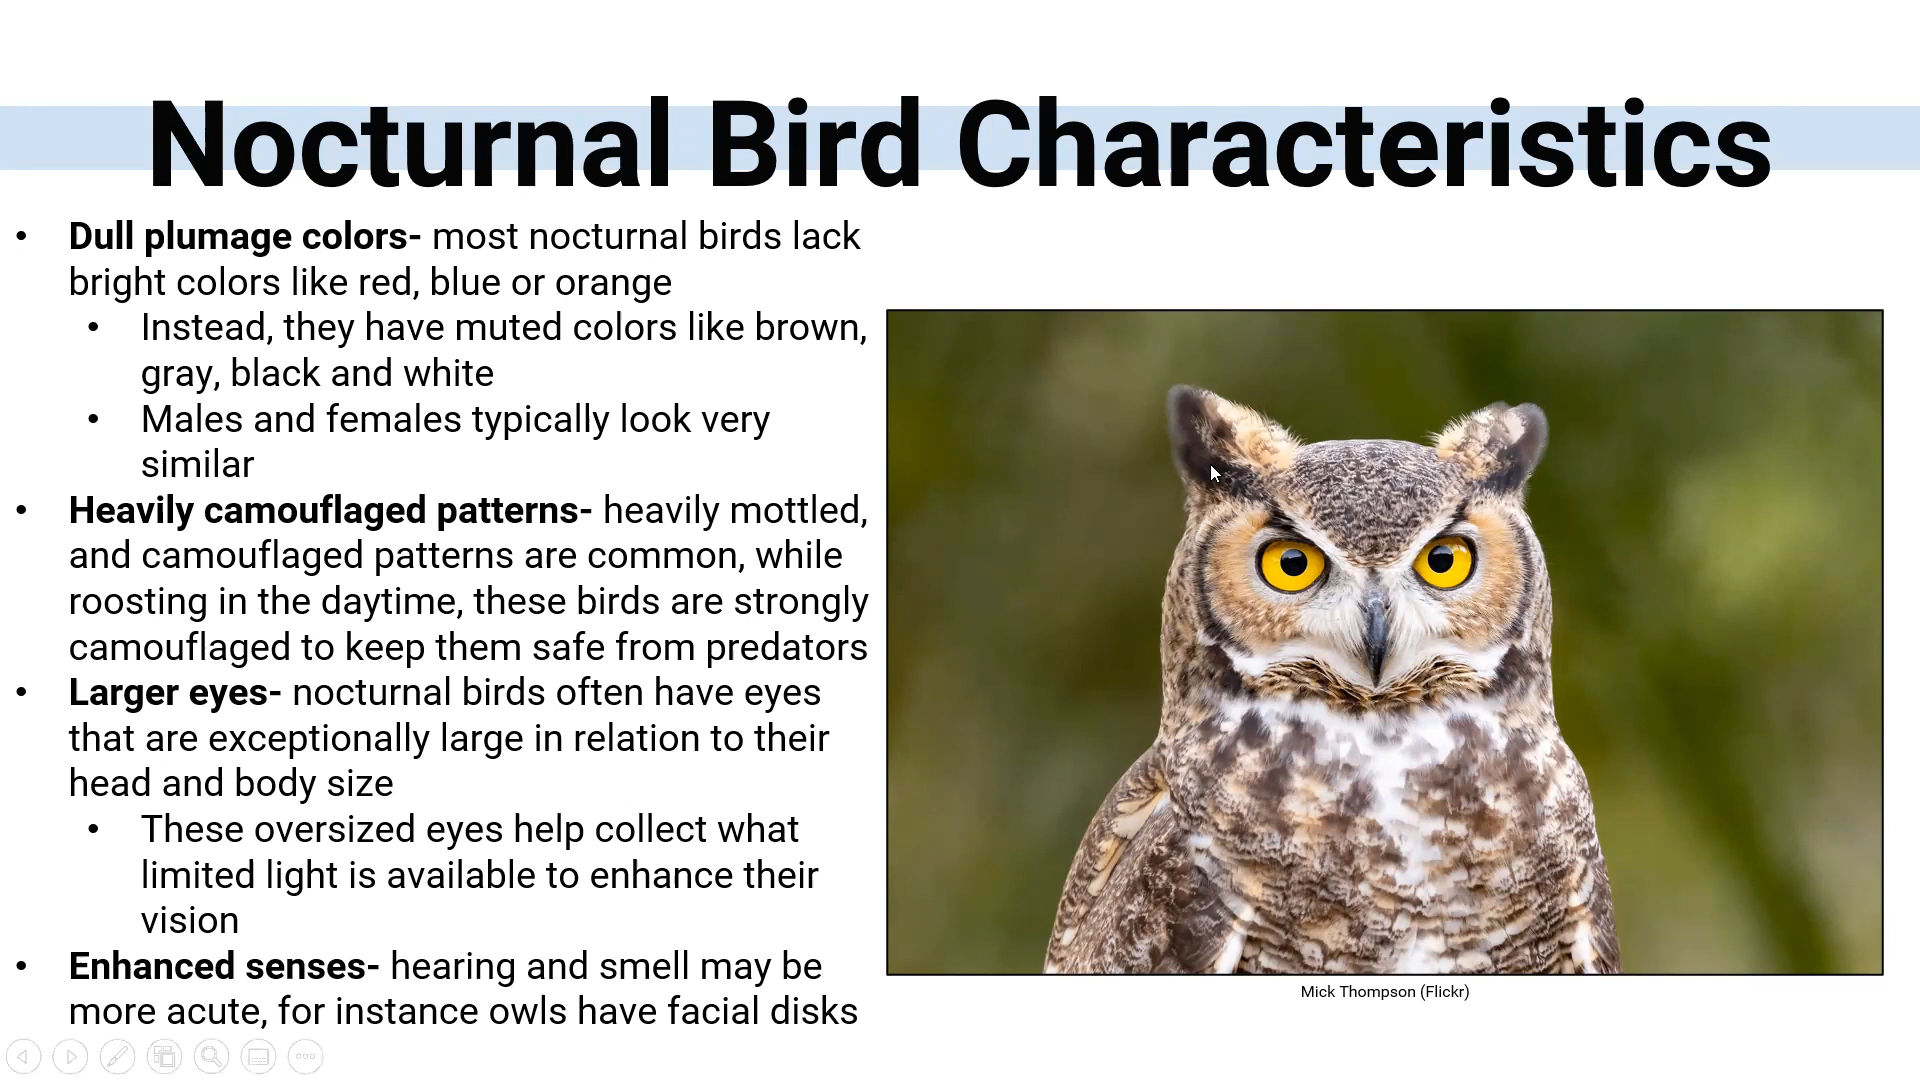 Nocturnal Bird Characteristics
• Dull plumage colors- most nocturnal birds lack
bright colors like red, blue or orange
• Instead, they have muted colors like brown,
gray, black and white
• Males and females typically look very
similar
• Heavily camouflaged patterns- heavily mottled,
and camouflaged patterns are common, while
roosting in the daytime, these birds are strongly
camouflaged to keep them safe from predators
• Larger eyes- nocturnal birds often have eyes
that are exceptionally large in relation to their
head and body size
• These oversized eyes help collect what
limited light is available to enhance their
vision
• Enhanced senses- hearing and smell may be
more acute, for instance owls have facial disks
Mick Thompson (Flickr)